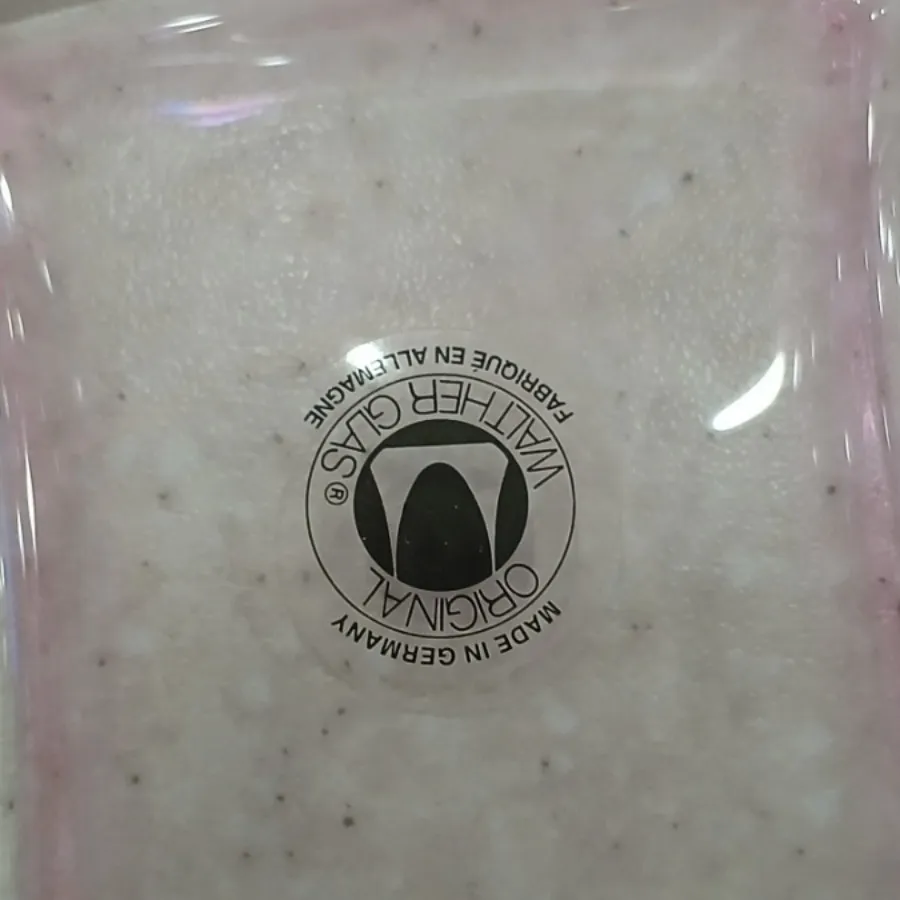 MADE IN GERMANY
ORIGINAL
WALTHER GLAS®
FABRIQUÉ EN ALLEMAGNE